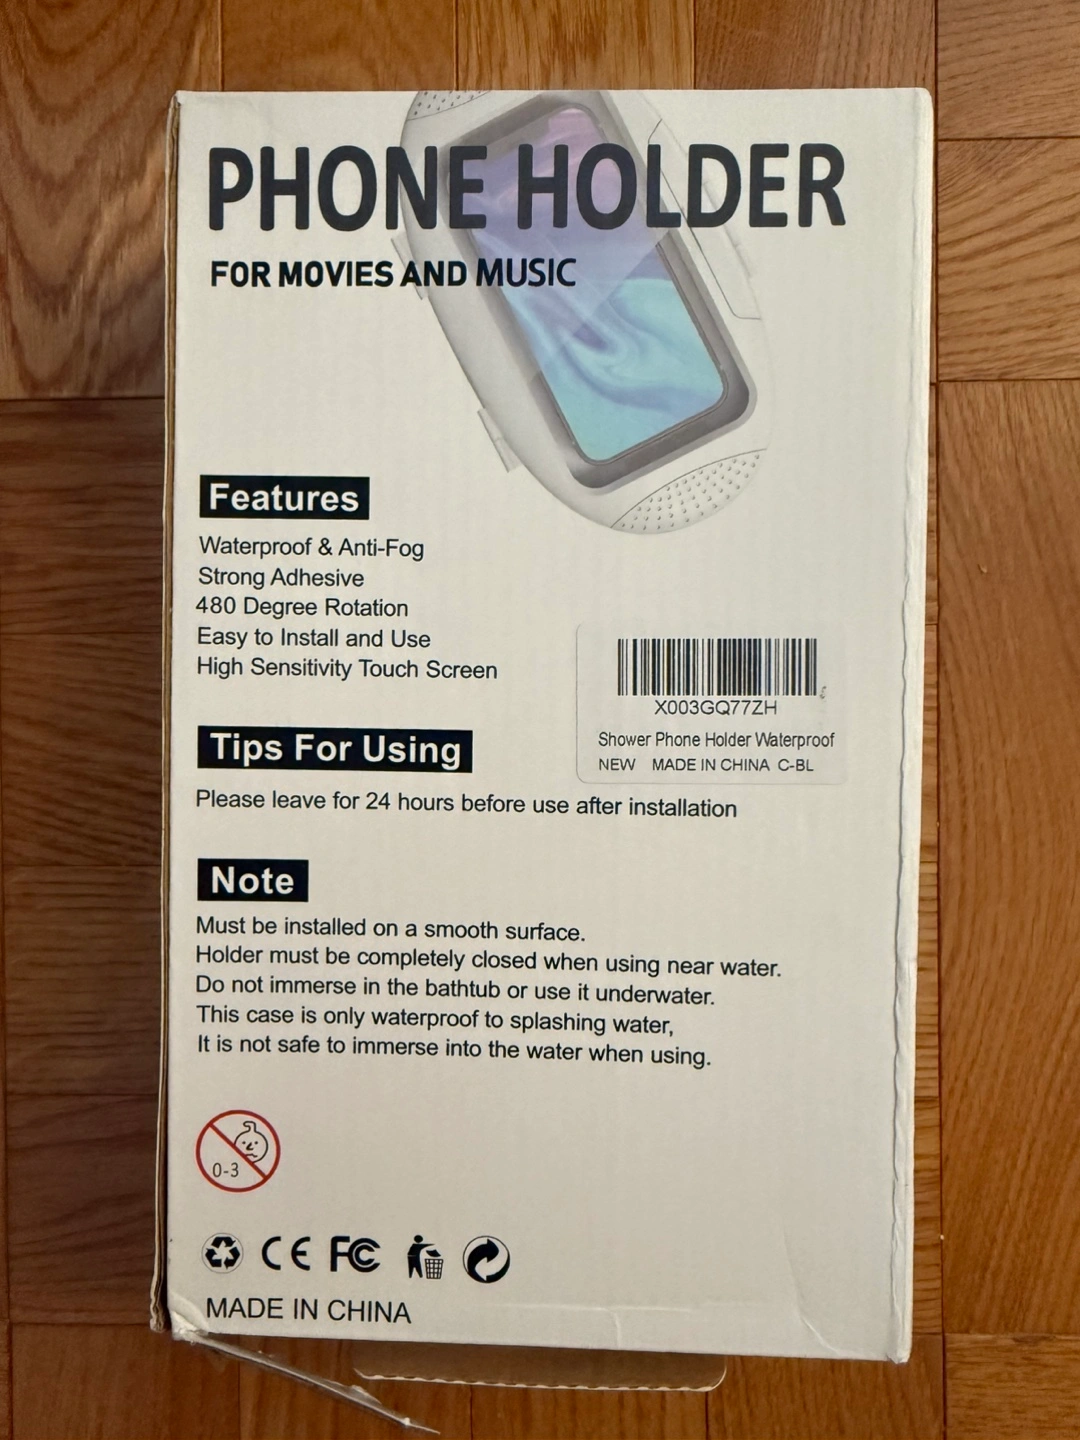 PHONE HOLDER
FOR MOVIES AND MUSIC
Features
Waterproof & Anti-Fog
Strong Adhesive
480 Degree Rotation
Easy to Install and Use
High Sensitivity Touch Screen
X003GQ77ZH
Shower Phone Holder Waterproof
NEW MADE IN CHINA C-BL
Tips For Using
Please leave for 24 hours before use after installation
Note
Must be installed on a smooth surface.
Holder must be completely closed when using near water.
Do not immerse in the bathtub or use it underwater.
This case is only waterproof to splashing water,
It is not safe to immerse into the water when using.
0-3
CE FC
MADE IN CHINA